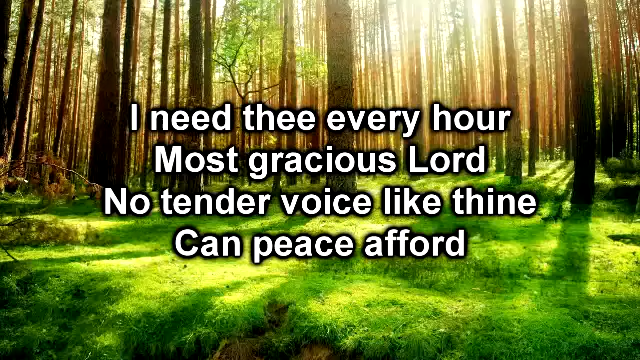 I need thee every hour
Most gracious Lord
No tender voice like thine
Can peace afford